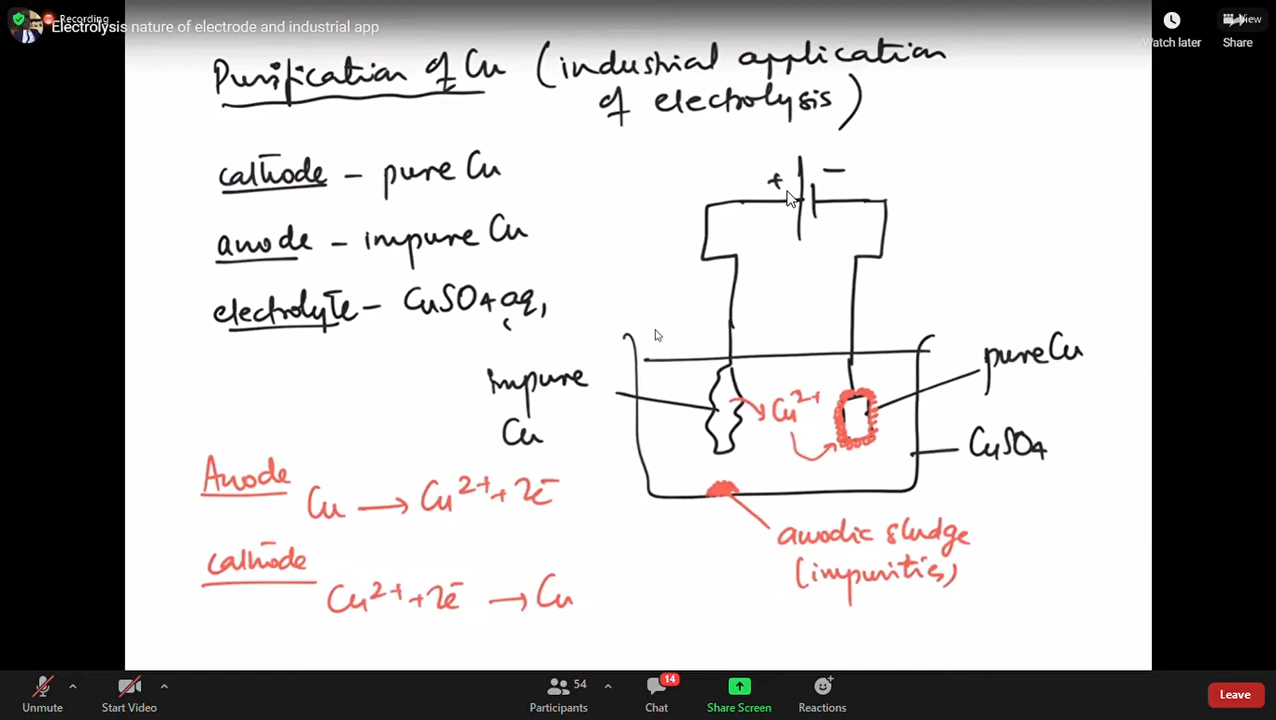 Recording
Electrolysis nature of electrode and industrial app
View
Watch later
Share
Purification of Cu (industrial application
of electrolysis)
cathode – pure Cu
anode – impure Cu
electrolyte – CuSO4 aq,
+ –
impure
Cu
Cu²⁺
pure Cu
CuSO4
Anode
Cu → Cu²⁺ + 2e⁻
cathode
Cu²⁺ + 2e⁻ → Cu
anodic sludge
(impurities)
Unmute
Start Video
54
Participants
14
Chat
Share Screen
Reactions
Leave